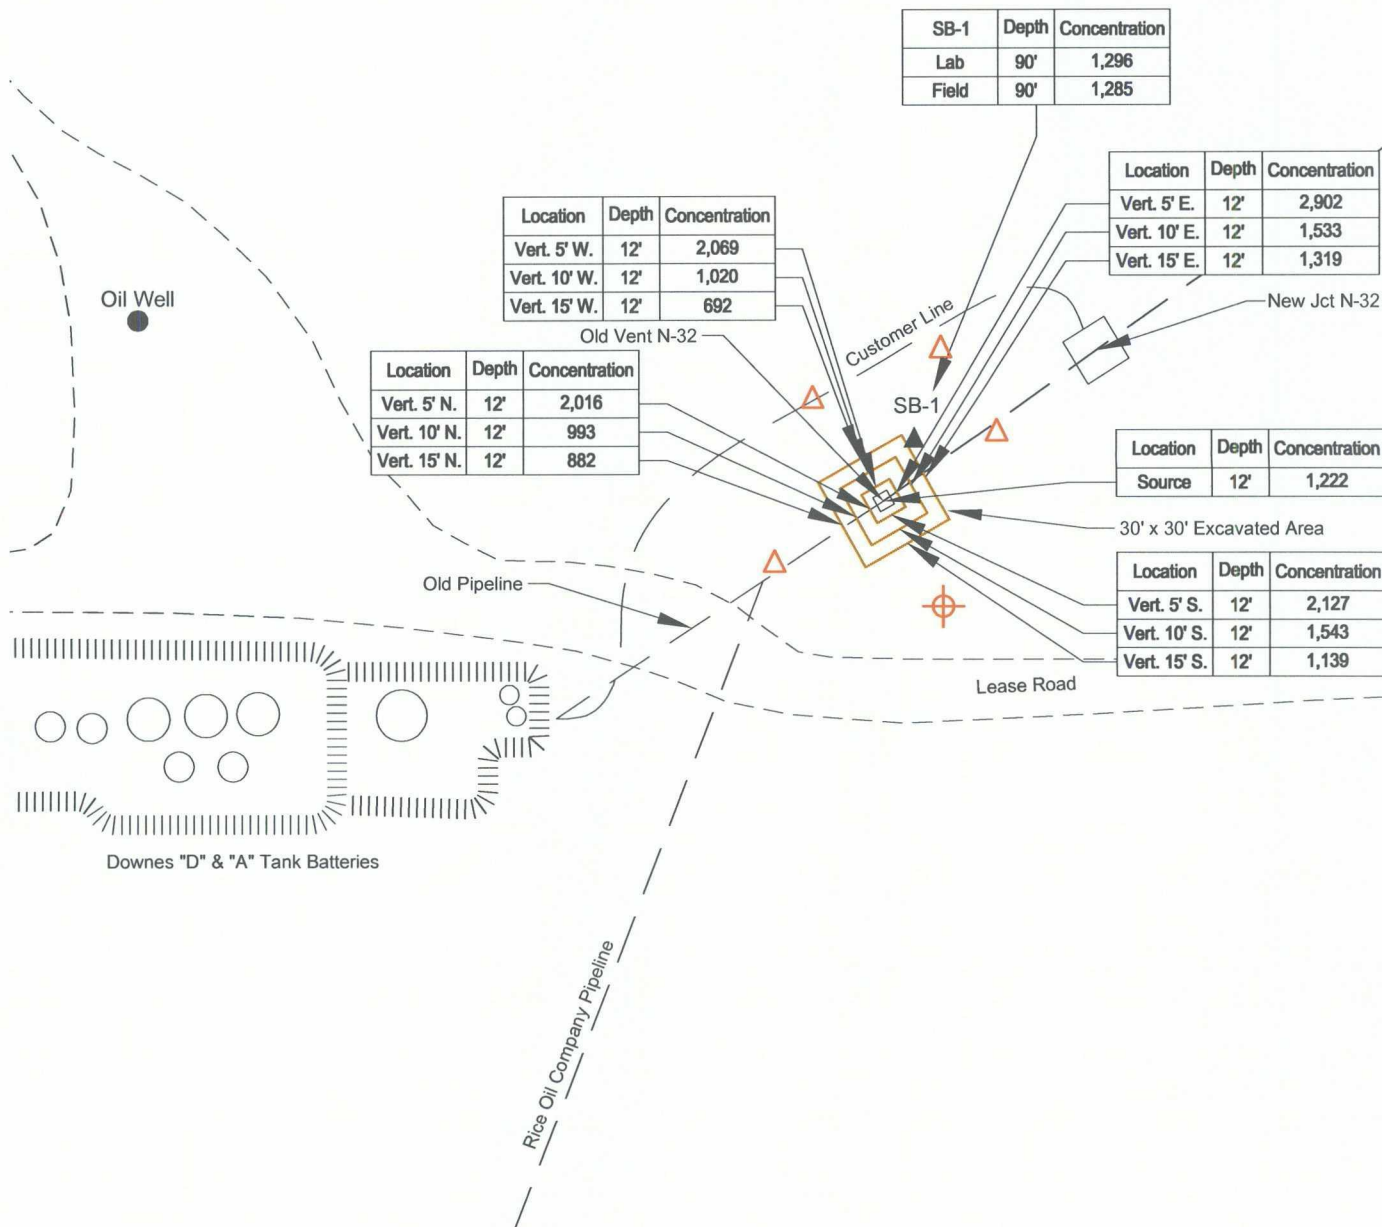 SB-1 Depth Concentration
Lab 90' 1,296
Field 90' 1,285
Location Depth Concentration
Vert. 5' E. 12' 2,902
Vert. 10' E. 12' 1,533
Vert. 15' E. 12' 1,319
Location Depth Concentration
Vert. 5' W. 12' 2,069
Vert. 10' W. 12' 1,020
Vert. 15' W. 12' 692
Oil Well
New Jct N-32
Customer Line
Old Vent N-32
Location Depth Concentration
Vert. 5' N. 12' 2,016
Vert. 10' N. 12' 993
Vert. 15' N. 12' 882
SB-1
Location Depth Concentration
Source 12' 1,222
30' x 30' Excavated Area
Location Depth Concentration
Vert. 5' S. 12' 2,127
Vert. 10' S. 12' 1,543
Vert. 15' S. 12' 1,139
Old Pipeline
Lease Road
Downes "D" & "A" Tank Batteries
Rice Oil Company Pipeline